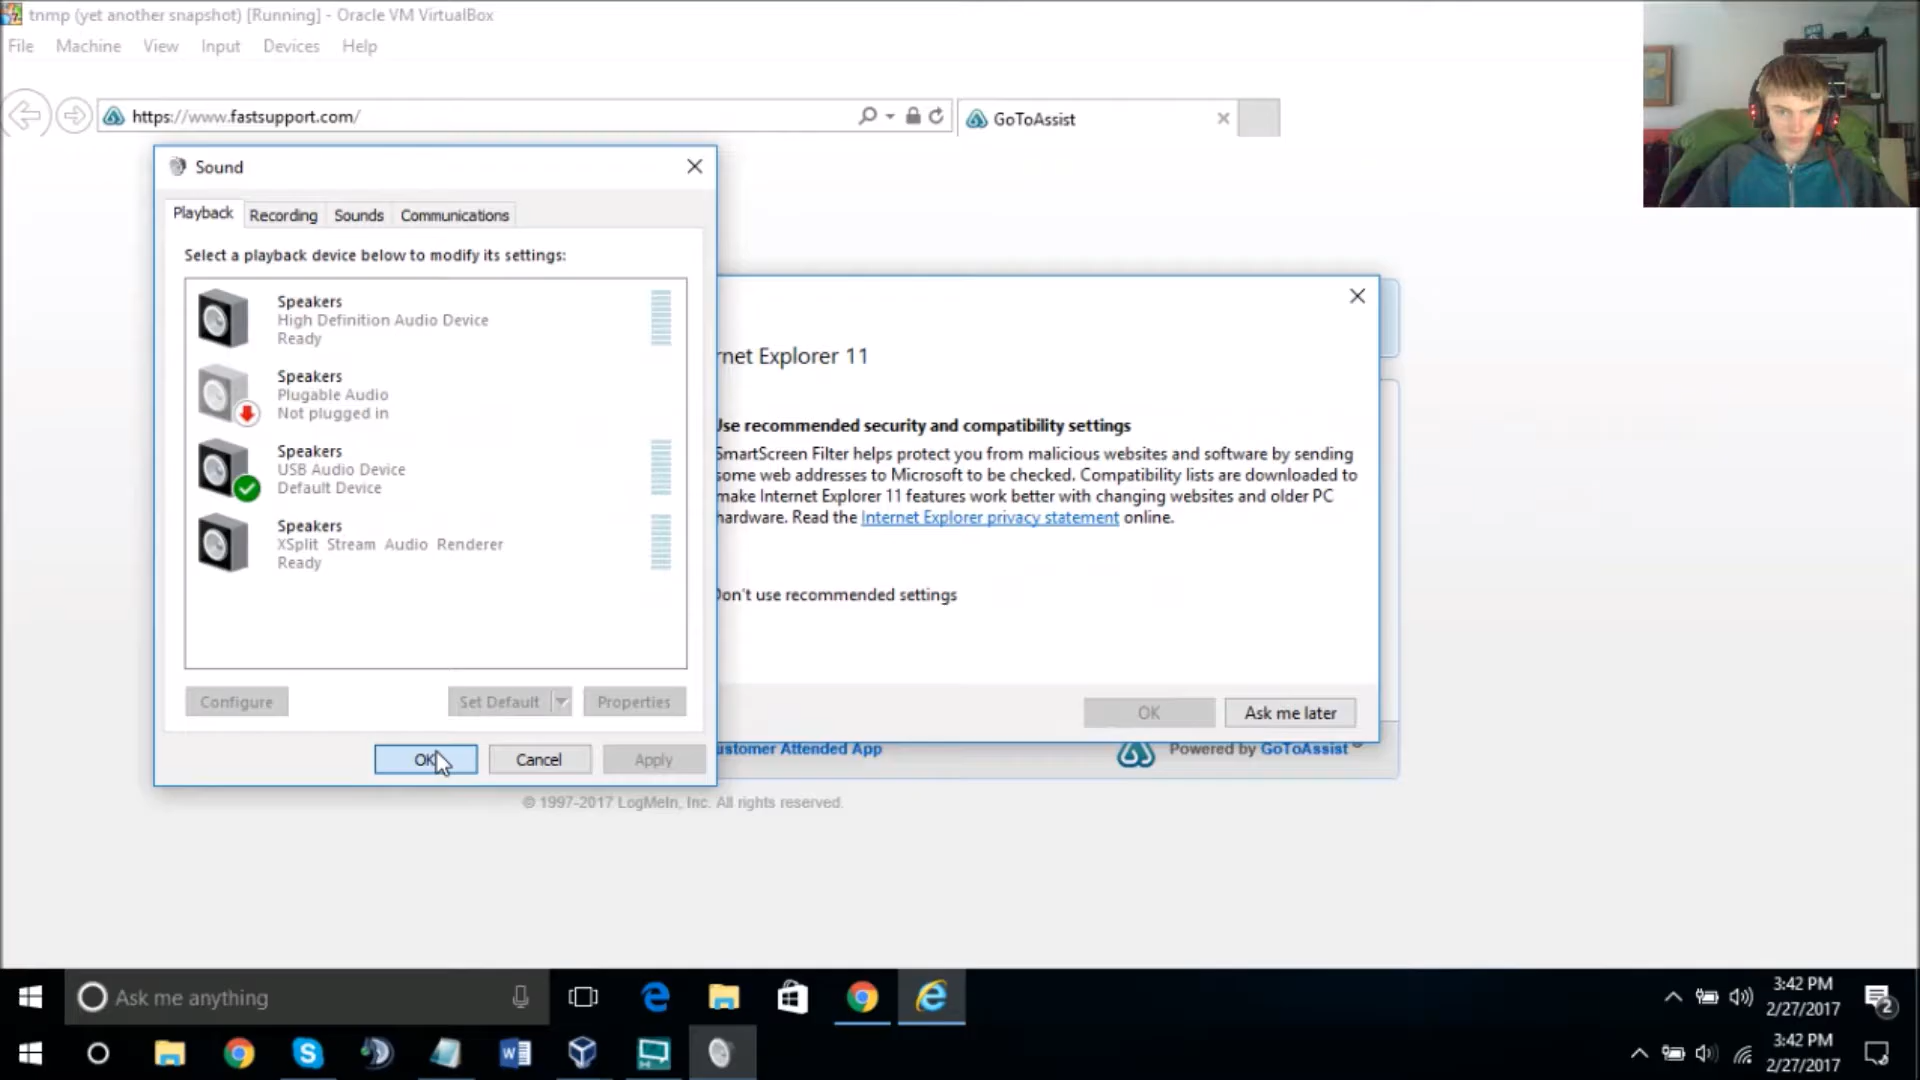 tnmp (yet another snapshot) [Running] - Oracle VM VirtualBox
File Machine View Input Devices Help
https://www.fastsupport.com/
GoToAssist
Sound
Playback Recording Sounds Communications
Select a playback device below to modify its settings:
Speakers
High Definition Audio Device
Ready
Speakers
Plugable Audio
Not plugged in
Speakers
USB Audio Device
Default Device
Speakers
XSplit Stream Audio Renderer
Ready
Configure Set Default Properties
OK Cancel Apply
rnet Explorer 11
Use recommended security and compatibility settings
SmartScreen Filter helps protect you from malicious websites and software by sending
some web addresses to Microsoft to be checked. Compatibility lists are downloaded to
make Internet Explorer 11 features work better with changing websites and older PC
hardware. Read the Internet Explorer privacy statement online.
Don't use recommended settings
OK Ask me later
ustomer Attended App
Powered by GoToAssist
© 1997-2017 LogMeIn, Inc. All rights reserved.
Ask me anything
3:42 PM
2/27/2017
2
3:42 PM
2/27/2017